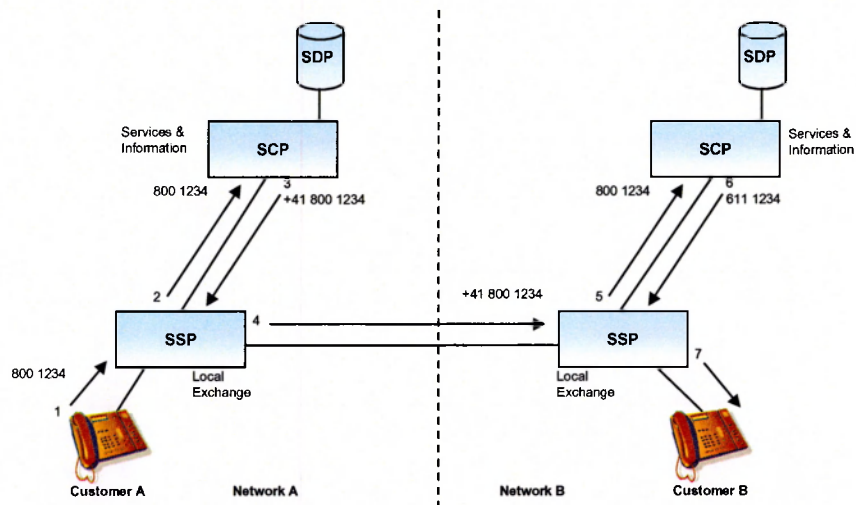 SDP
SDP
Services &
Information
SCP
SCP
Services &
Information
800 1234
3
+41 800 1234
800 1234
6
611 1234
2
4
+41 800 1234
5
SSP
SSP
7
800 1234
Local
Exchange
Local
Exchange
1
Customer A
Network A
Network B
Customer B